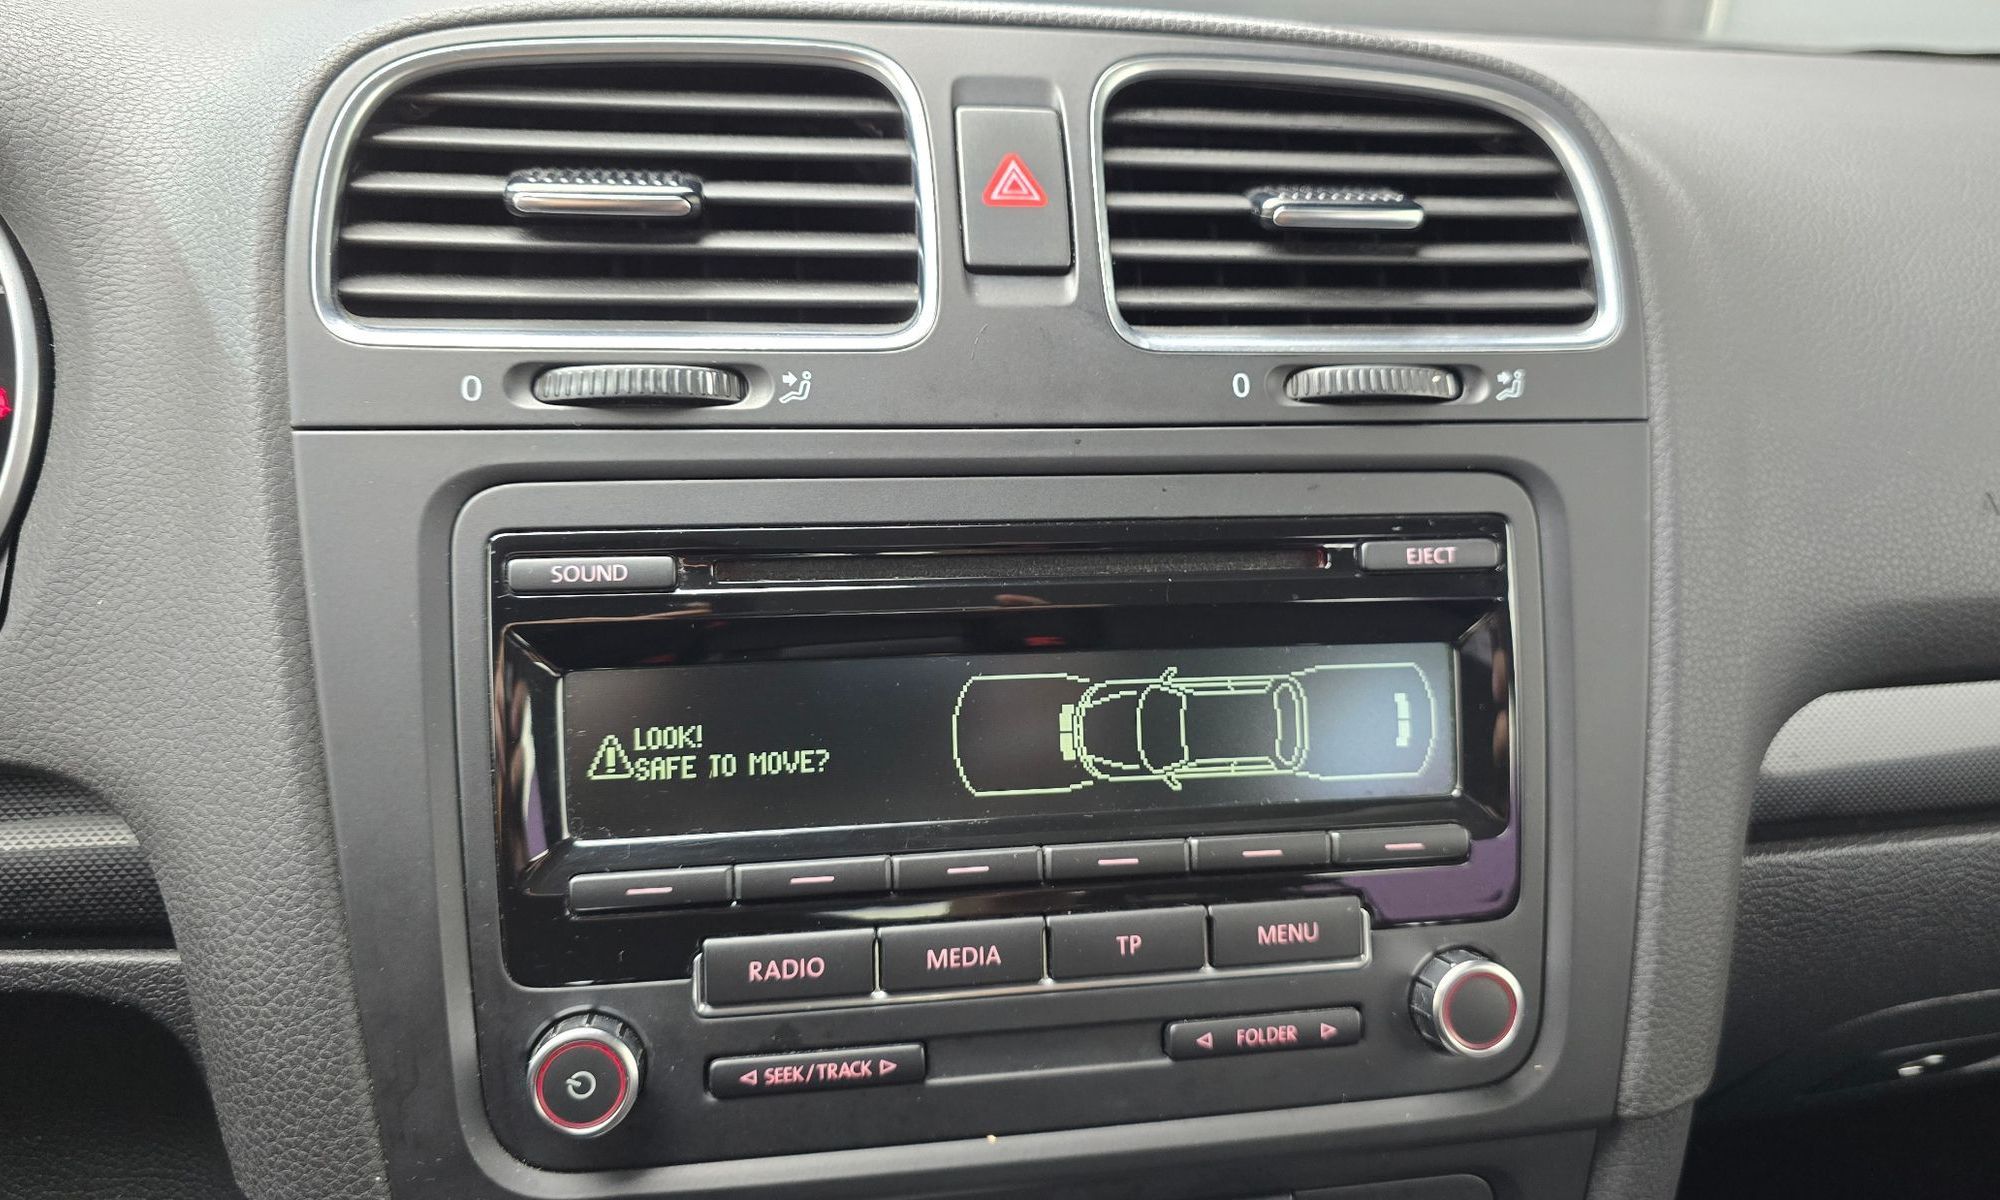 0
0
SOUND
EJECT
LOOK!
SAFE TO MOVE?
RADIO
MEDIA
TP
MENU
SEEK/TRACK
FOLDER